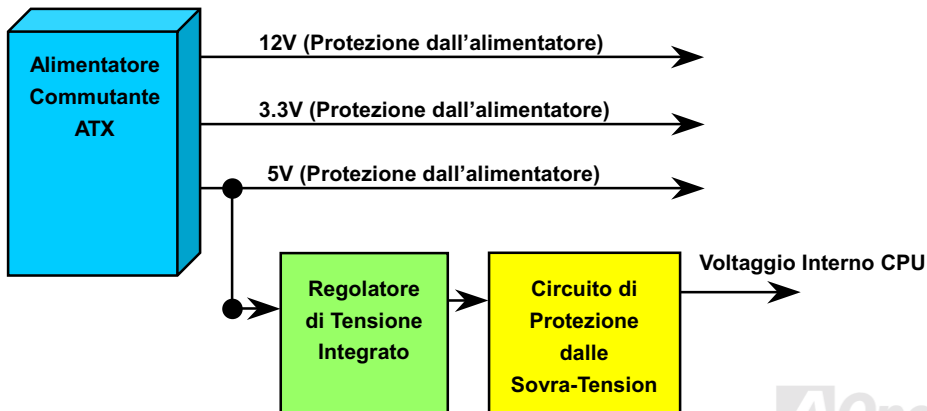 12V (Protezione dall'alimentatore)
Alimentatore
Commutante
ATX
3.3V (Protezione dall'alimentatore)
5V (Protezione dall'alimentatore)
Voltaggio Interno CPU
Regolatore
di Tensione
Integrato
Circuito di
Protezione
dalle
Sovra-Tension